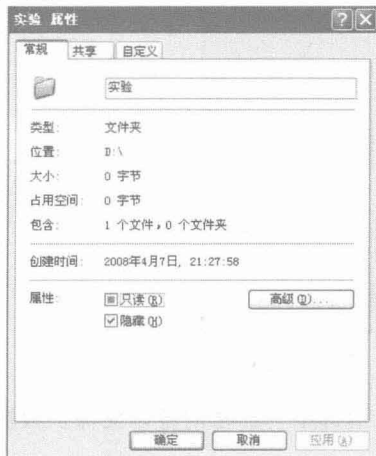 实验 属性
常规 共享 自定义
实验
类型: 文件夹
位置: D:\
大小: 0 字节
占用空间: 0 字节
包含: 1 个文件,0 个文件夹
创建时间: 2008年4月7日, 21:27:58
属性: 只读(R) 高级(D)...
隐藏(H)
确定 取消 应用(A)